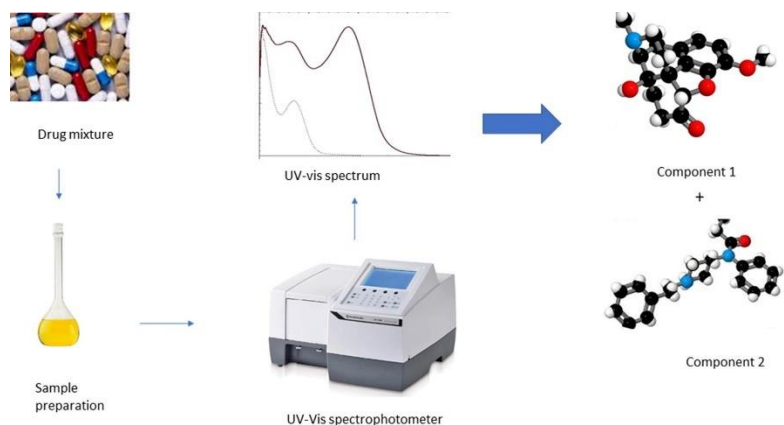 Drug mixture
UV-vis spectrum
Component 1
+
Component 2
Sample
preparation
UV-Vis spectrophotometer